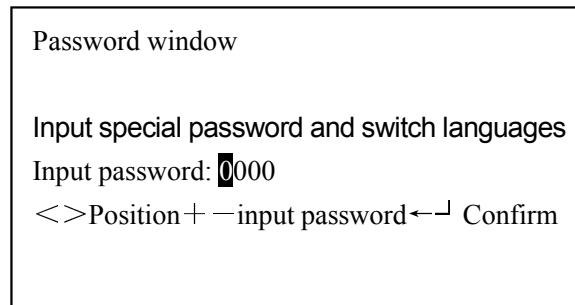 Password window
Input special password and switch languages
Input password: 0000
<>Position+-input password←┘ Confirm